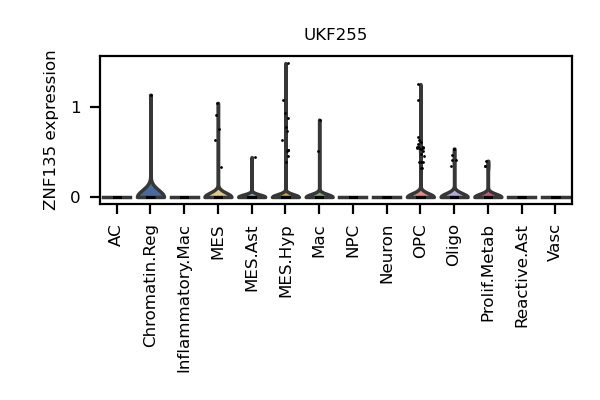 UKF255
ZNF135 expression
1
0
AC
Chromatin.Reg
Inflammatory.Mac
MES
MES.Ast
MES.Hyp
Mac
NPC
Neuron
OPC
Oligo
Prolif.Metab
Reactive.Ast
Vasc